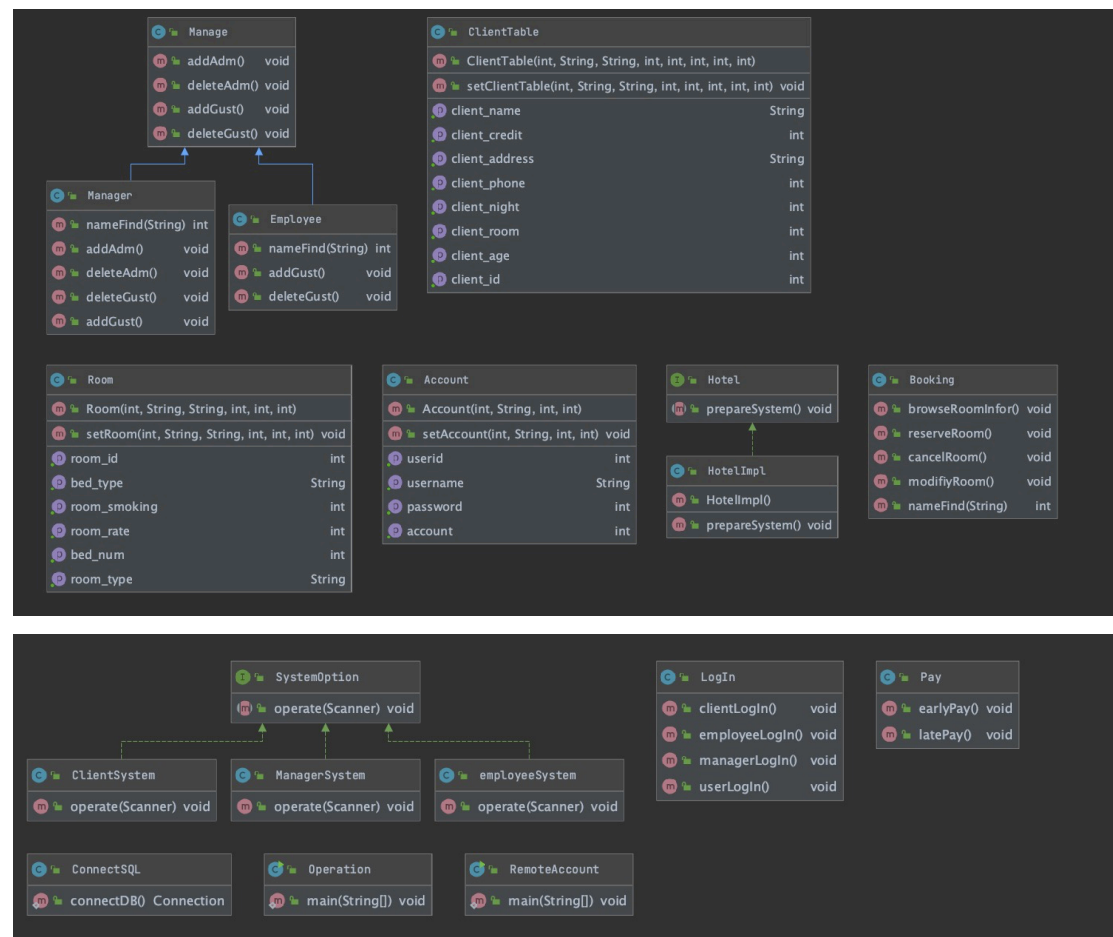 Manage
addAdm() void
deleteAdm() void
addGust() void
deleteGust() void
ClientTable
ClientTable(int, String, String, int, int, int, int, int)
setClientTable(int, String, String, int, int, int, int, int) void
client_name String
client_credit int
client_address String
client_phone int
client_night int
client_room int
client_age int
client_id int
Manager
nameFind(String) int
addAdm() void
deleteAdm() void
deleteGust() void
addGust() void
Employee
nameFind(String) int
addGust() void
deleteGust() void
Room
Room(int, String, String, int, int, int)
setRoom(int, String, String, int, int, int) void
room_id int
bed_type String
room_smoking int
room_rate int
bed_num int
room_type String
Account
Account(int, String, int, int)
setAccount(int, String, int, int) void
userid int
username String
password int
account int
Hotel
prepareSystem() void
HotelImpl
HotelImpl()
prepareSystem() void
Booking
browseRoomInfor() void
reserveRoom() void
cancelRoom() void
modifiyRoom() void
nameFind(String) int
SystemOption
operate(Scanner) void
ClientSystem
operate(Scanner) void
ManagerSystem
operate(Scanner) void
employeeSystem
operate(Scanner) void
LogIn
clientLogIn() void
employeeLogIn() void
managerLogIn() void
userLogIn() void
Pay
earlyPay() void
latePay() void
ConnectSQL
connectDB() Connection
Operation
main(String[]) void
RemoteAccount
main(String[]) void